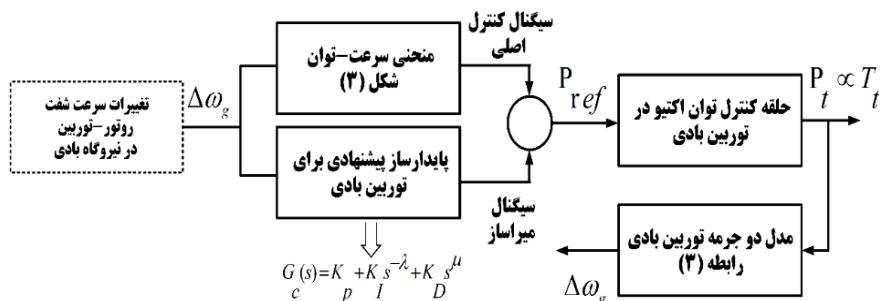 تغییرات سرعت شفت
روتور-توربین
در نیروگاه بادی
Δω_g
منحنی سرعت-توان
شکل (۳)
پایدارساز پیشنهادی برای
توربین بادی
G_c(s)=K_p+K_I s^{-λ}+K_D s^μ
سیگنال کنترل
اصلی
سیگنال
میراساز
P_ref
حلقه کنترل توان اکتیو در
توربین بادی
P_t ∝ T_t
مدل دو جرمه توربین بادی
رابطه (۳)
Δω_g